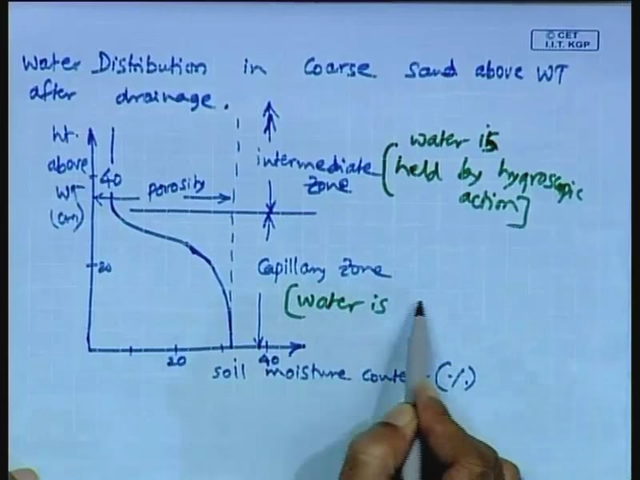 © CET
I.I.T. KGP
Water Distribution in Coarse Sand above WT
after drainage.
ht.
above
WT
(cm)
40
20
porosity
intermediate
zone
(water is
held by hygroscopic
action]
Capillary zone
(water is
20
40
soil moisture conte (%)